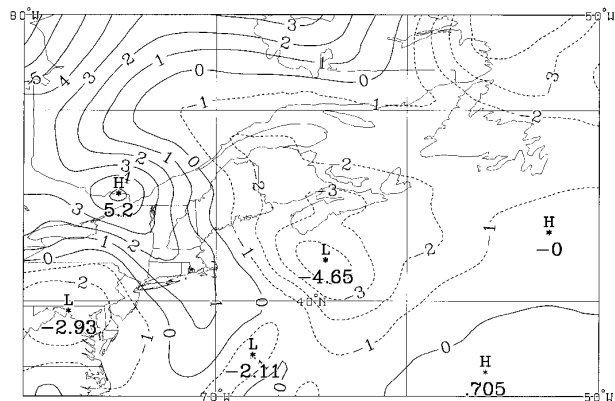 80°W 50°W
3 2 1 0 -1 -2 -3
5 4 3 2 1 0 -1 -2
3 4 2 1 0 -2 -3
H
5.2
3 2 1 0 -1 -2
H
-0
L
-4.65
0 -1 -2 -3
40°N
L
-2.93
-2 -1 0 1 0 -1
L
-2.11
H
.705
70°W 50°W